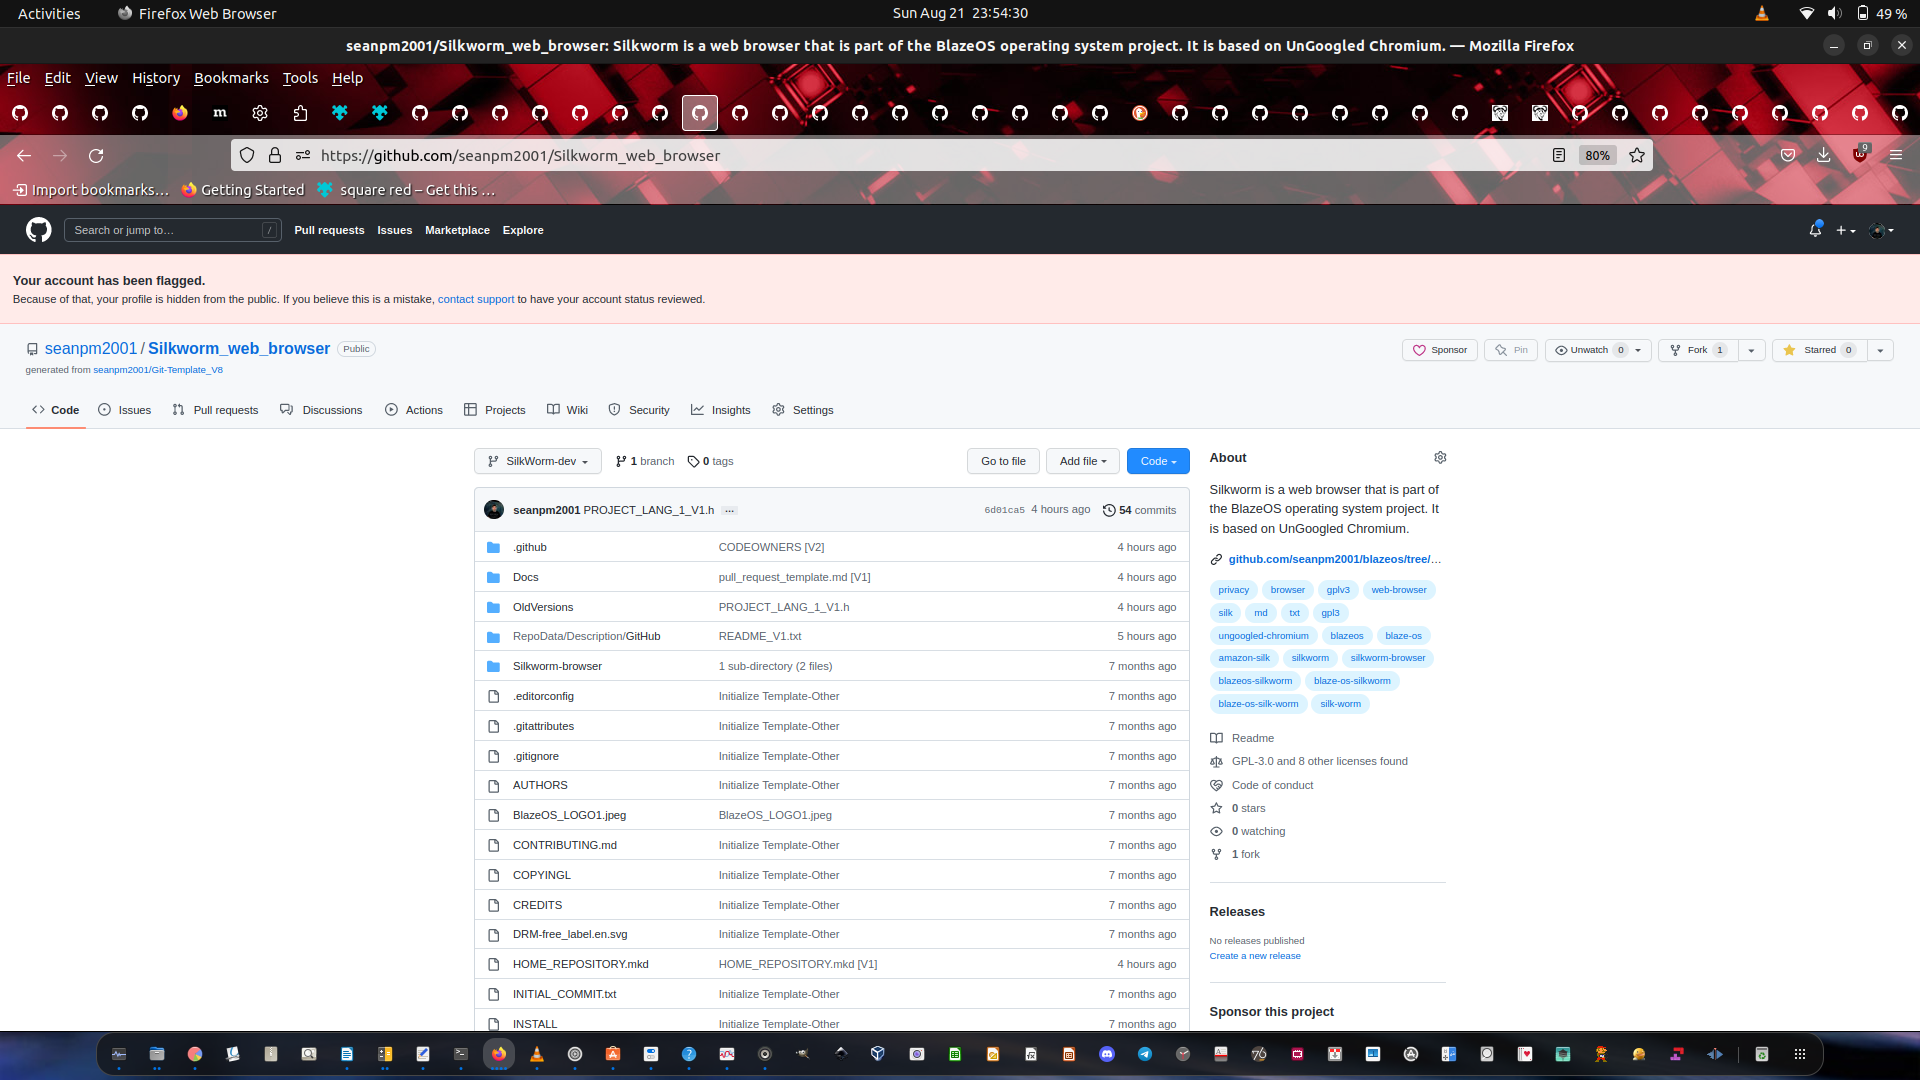 Activities
Firefox Web Browser
Sun Aug 21 23:54:30
49 %
seanpm2001/Silkworm_web_browser: Silkworm is a web browser that is part of the BlazeOS operating system project. It is based on UnGoogled Chromium. — Mozilla Firefox
File Edit View History Bookmarks Tools Help
m
https://github.com/seanpm2001/Silkworm_web_browser
80%
9
Import bookmarks…
Getting Started
square red – Get this …
Search or jump to…
/
Pull requests
Issues
Marketplace
Explore
Your account has been flagged.
Because of that, your profile is hidden from the public. If you believe this is a mistake, contact support to have your account status reviewed.
seanpm2001 / Silkworm_web_browser Public
generated from seanpm2001/Git-Template_V8
Sponsor
Pin
Unwatch 0
Fork 1
Starred 0
Code
Issues
Pull requests
Discussions
Actions
Projects
Wiki
Security
Insights
Settings
SilkWorm-dev
1 branch
0 tags
Go to file
Add file
Code
seanpm2001 PROJECT_LANG_1_V1.h ...
6d01ca5 4 hours ago
54 commits
.github CODEOWNERS [V2] 4 hours ago
Docs pull_request_template.md [V1] 4 hours ago
OldVersions PROJECT_LANG_1_V1.h 4 hours ago
RepoData/Description/GitHub README_V1.txt 5 hours ago
Silkworm-browser 1 sub-directory (2 files) 7 months ago
.editorconfig Initialize Template-Other 7 months ago
.gitattributes Initialize Template-Other 7 months ago
.gitignore Initialize Template-Other 7 months ago
AUTHORS Initialize Template-Other 7 months ago
BlazeOS_LOGO1.jpeg BlazeOS_LOGO1.jpeg 7 months ago
CONTRIBUTING.md Initialize Template-Other 7 months ago
COPYINGL Initialize Template-Other 7 months ago
CREDITS Initialize Template-Other 7 months ago
DRM-free_label.en.svg Initialize Template-Other 7 months ago
HOME_REPOSITORY.mkd HOME_REPOSITORY.mkd [V1] 4 hours ago
INITIAL_COMMIT.txt Initialize Template-Other 7 months ago
INSTALL Initialize Template-Other 7 months ago
About
Silkworm is a web browser that is part of
the BlazeOS operating system project. It
is based on UnGoogled Chromium.
github.com/seanpm2001/blazeos/tree/…
privacy browser gplv3 web-browser
silk md txt gpl3
ungoogled-chromium blazeos blaze-os
amazon-silk silkworm silkworm-browser
blazeos-silkworm blaze-os-silkworm
blaze-os-silk-worm silk-worm
Readme
GPL-3.0 and 8 other licenses found
Code of conduct
0 stars
0 watching
1 fork
Releases
No releases published
Create a new release
Sponsor this project
76